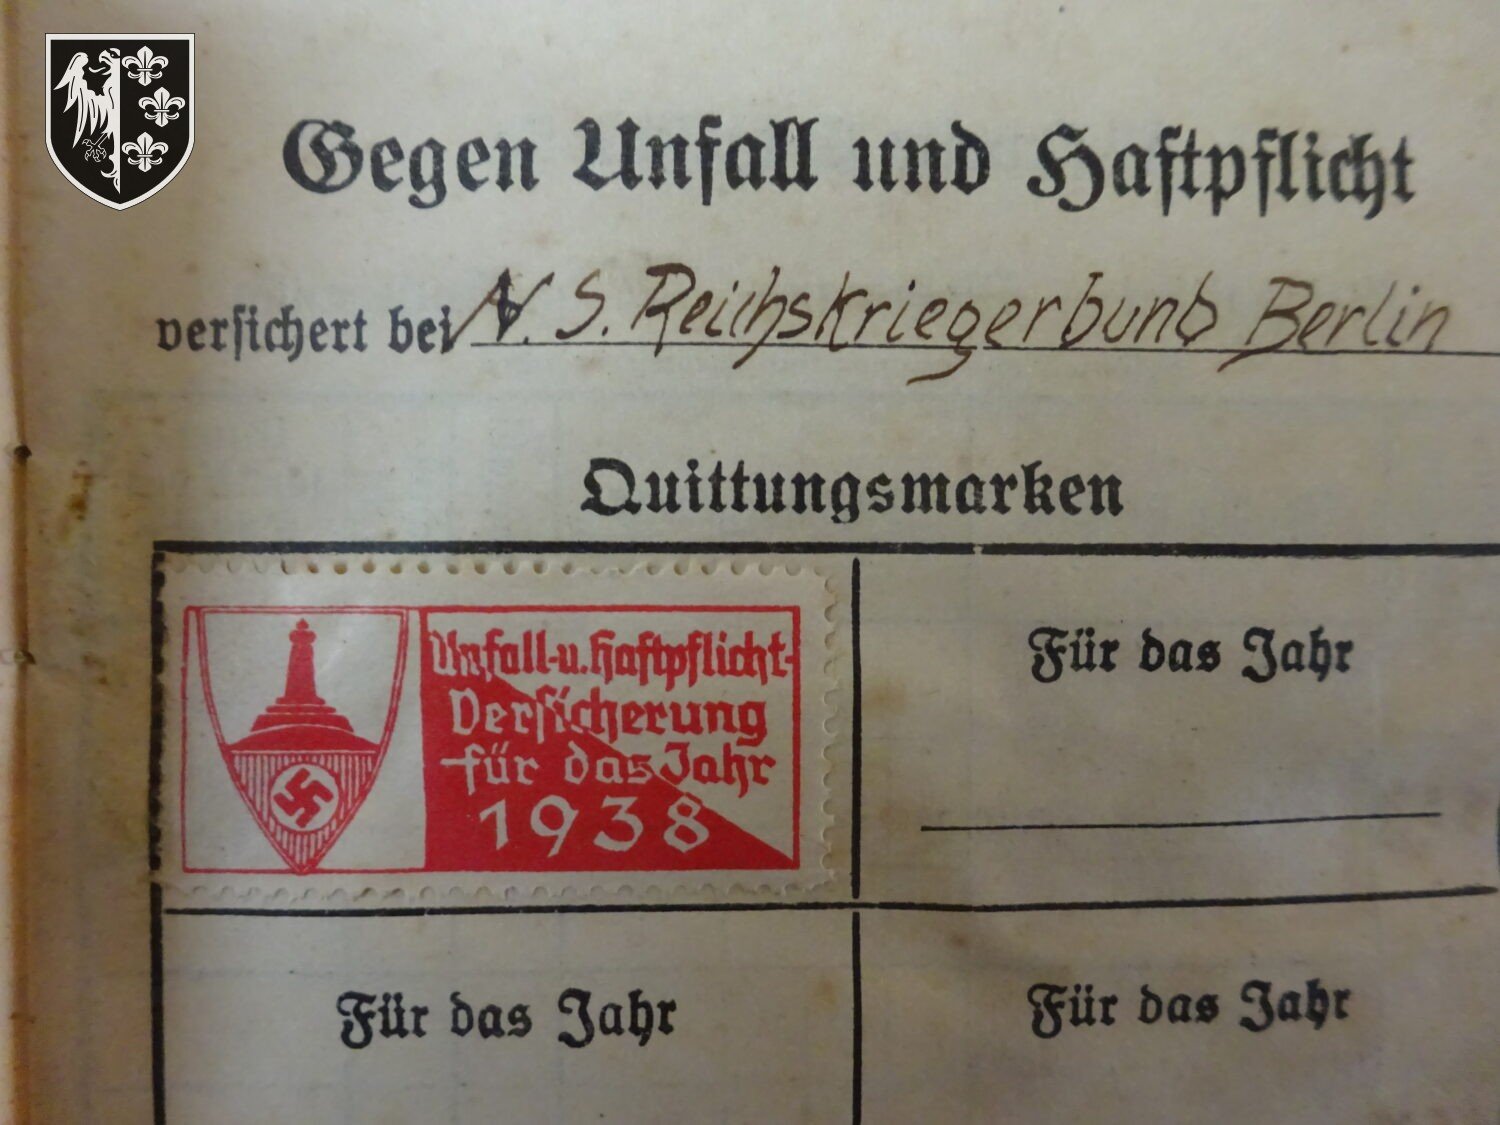 Gegen Unfall und Haftpflicht
versichert bei N. S. Reichskriegerbund Berlin
Quittungsmarken
Unfall-u. Haftpflicht-
Versicherung
für das Jahr
1938
Für das Jahr
Für das Jahr
Für das Jahr